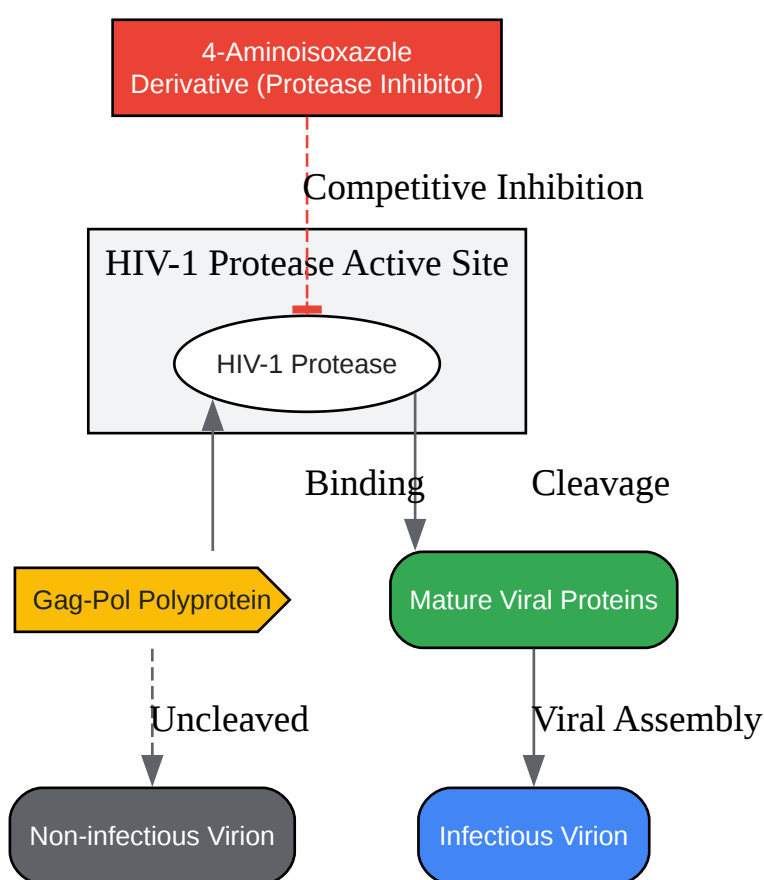 4-Aminoisoxazole
Derivative (Protease Inhibitor)
Competitive Inhibition
HIV-1 Protease Active Site
HIV-1 Protease
Binding
Cleavage
Gag-Pol Polyprotein
Mature Viral Proteins
Uncleaved
Viral Assembly
Non-infectious Virion
Infectious Virion